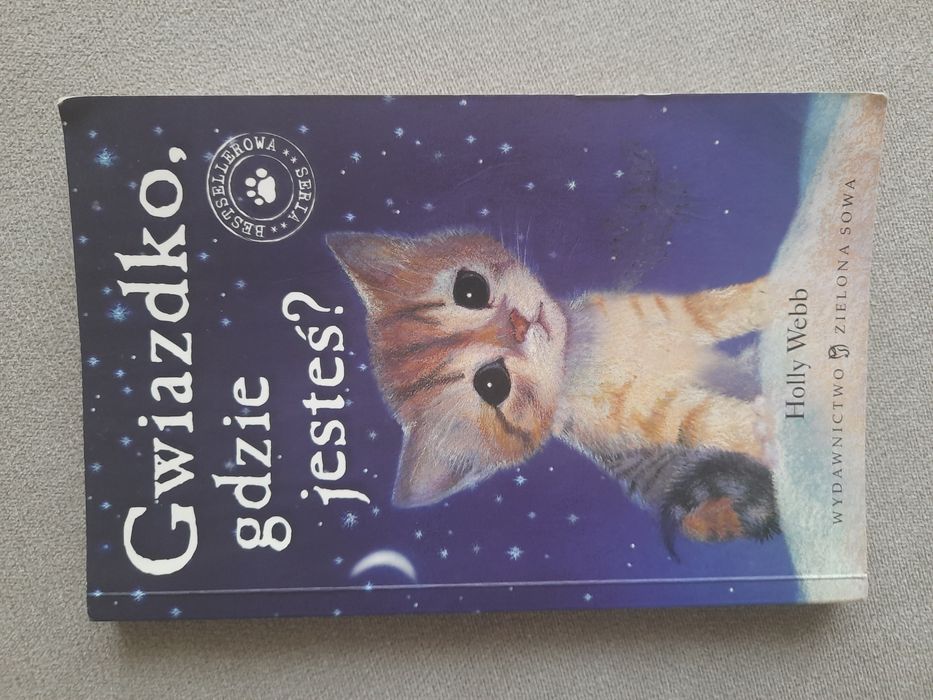 Gwiazdko,
gdzie
jesteś?
BESTSELLEROWA SERIA
Holly Webb
WYDAWNICTWO ZIELONA SOWA